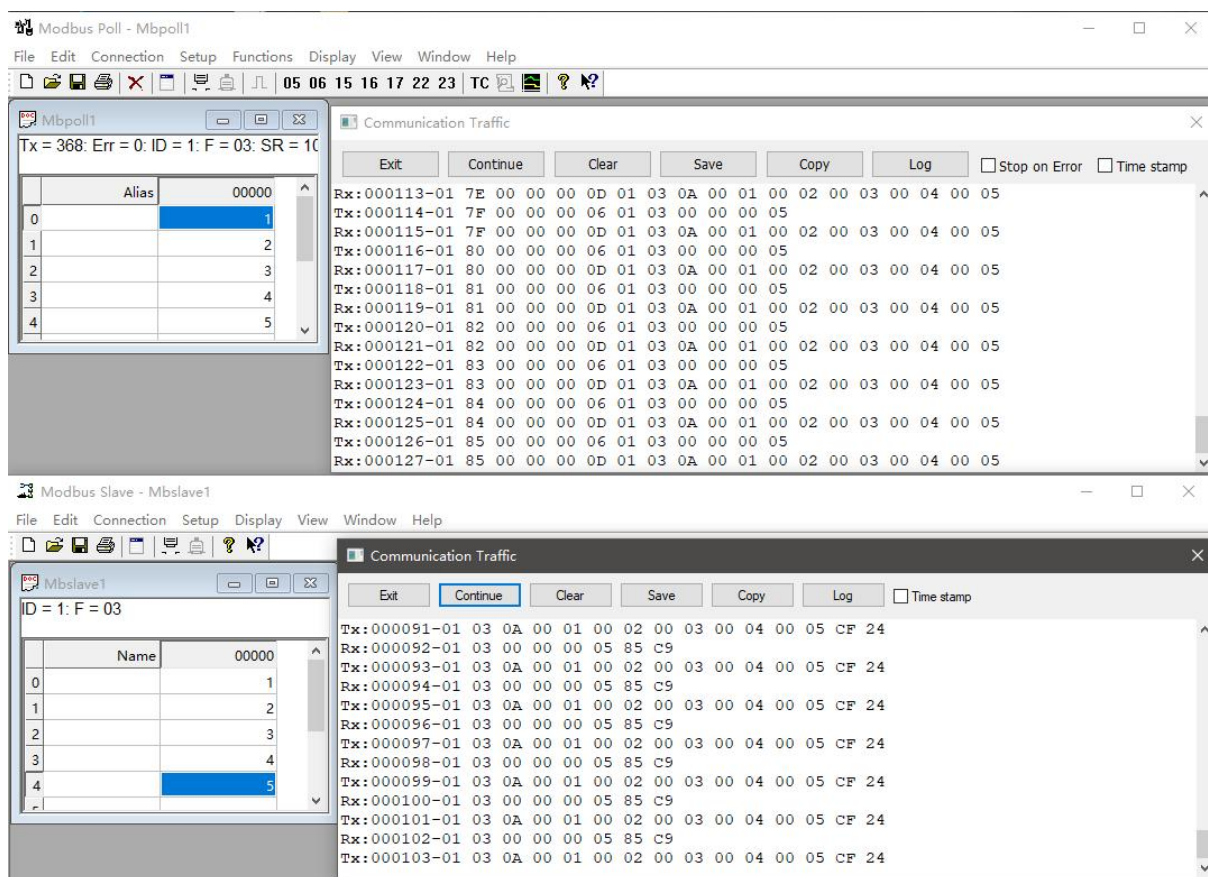 Modbus Poll - Mbpoll1
File Edit Connection Setup Functions Display View Window Help
05 06 15 16 17 22 23 TC
Mbpoll1
Tx = 368: Err = 0: ID = 1: F = 03: SR = 10
Alias 00000
0 1
1 2
2 3
3 4
4 5
Communication Traffic
Exit Continue Clear Save Copy Log Stop on Error Time stamp
Rx:000113-01 7E 00 00 00 0D 01 03 0A 00 01 00 02 00 03 00 04 00 05
Tx:000114-01 7F 00 00 00 06 01 03 00 00 00 05
Rx:000115-01 7F 00 00 00 0D 01 03 0A 00 01 00 02 00 03 00 04 00 05
Tx:000116-01 80 00 00 00 06 01 03 00 00 00 05
Rx:000117-01 80 00 00 00 0D 01 03 0A 00 01 00 02 00 03 00 04 00 05
Tx:000118-01 81 00 00 00 06 01 03 00 00 00 05
Rx:000119-01 81 00 00 00 0D 01 03 0A 00 01 00 02 00 03 00 04 00 05
Tx:000120-01 82 00 00 00 06 01 03 00 00 00 05
Rx:000121-01 82 00 00 00 0D 01 03 0A 00 01 00 02 00 03 00 04 00 05
Tx:000122-01 83 00 00 00 06 01 03 00 00 00 05
Rx:000123-01 83 00 00 00 0D 01 03 0A 00 01 00 02 00 03 00 04 00 05
Tx:000124-01 84 00 00 00 06 01 03 00 00 00 05
Rx:000125-01 84 00 00 00 0D 01 03 0A 00 01 00 02 00 03 00 04 00 05
Tx:000126-01 85 00 00 00 06 01 03 00 00 00 05
Rx:000127-01 85 00 00 00 0D 01 03 0A 00 01 00 02 00 03 00 04 00 05
Modbus Slave - Mbslave1
File Edit Connection Setup Display View Window Help
Mbslave1
ID = 1: F = 03
Name 00000
0 1
1 2
2 3
3 4
4 5
Communication Traffic
Exit Continue Clear Save Copy Log Time stamp
Tx:000091-01 03 0A 00 01 00 02 00 03 00 04 00 05 CF 24
Rx:000092-01 03 00 00 00 05 85 C9
Tx:000093-01 03 0A 00 01 00 02 00 03 00 04 00 05 CF 24
Rx:000094-01 03 00 00 00 05 85 C9
Tx:000095-01 03 0A 00 01 00 02 00 03 00 04 00 05 CF 24
Rx:000096-01 03 00 00 00 05 85 C9
Tx:000097-01 03 0A 00 01 00 02 00 03 00 04 00 05 CF 24
Rx:000098-01 03 00 00 00 05 85 C9
Tx:000099-01 03 0A 00 01 00 02 00 03 00 04 00 05 CF 24
Rx:000100-01 03 00 00 00 05 85 C9
Tx:000101-01 03 0A 00 01 00 02 00 03 00 04 00 05 CF 24
Rx:000102-01 03 00 00 00 05 85 C9
Tx:000103-01 03 0A 00 01 00 02 00 03 00 04 00 05 CF 24